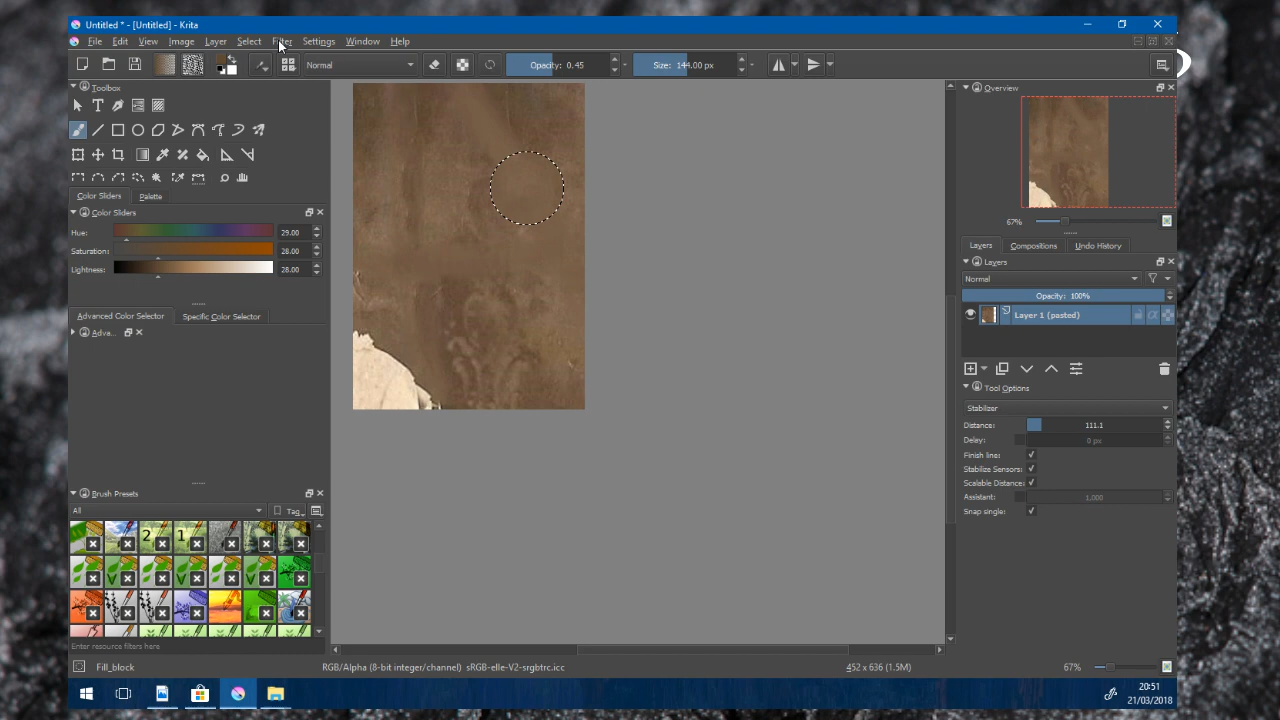 Untitled * - [Untitled] - Krita
File Edit View Image Layer Select Filter Settings Window Help
Normal Opacity: 0.45 Size: 144.00 px
Toolbox
Overview
Color Sliders Palette
Color Sliders
67%
Hue: 29.00
Layers Compositions Undo History
Saturation: 28.00
Layers
Lightness: 28.00
Normal
Opacity: 100%
Advanced Color Selector Specific Color Selector
Layer 1 (pasted)
Adva...
Tool Options
Stabilizer
Distance: 111.1
Delay: 0 px
Finish line:
Stabilize Sensors:
Scalable Distance:
Brush Presets
Assistant: 1.000
All Tag
Snap single:
2 1
Enter resource filters here
Fill_block RGB/Alpha (8-bit integer/channel) sRGB-elle-V2-srgbtrc.icc 452 x 636 (1.5M) 67%
20:51
21/03/2018